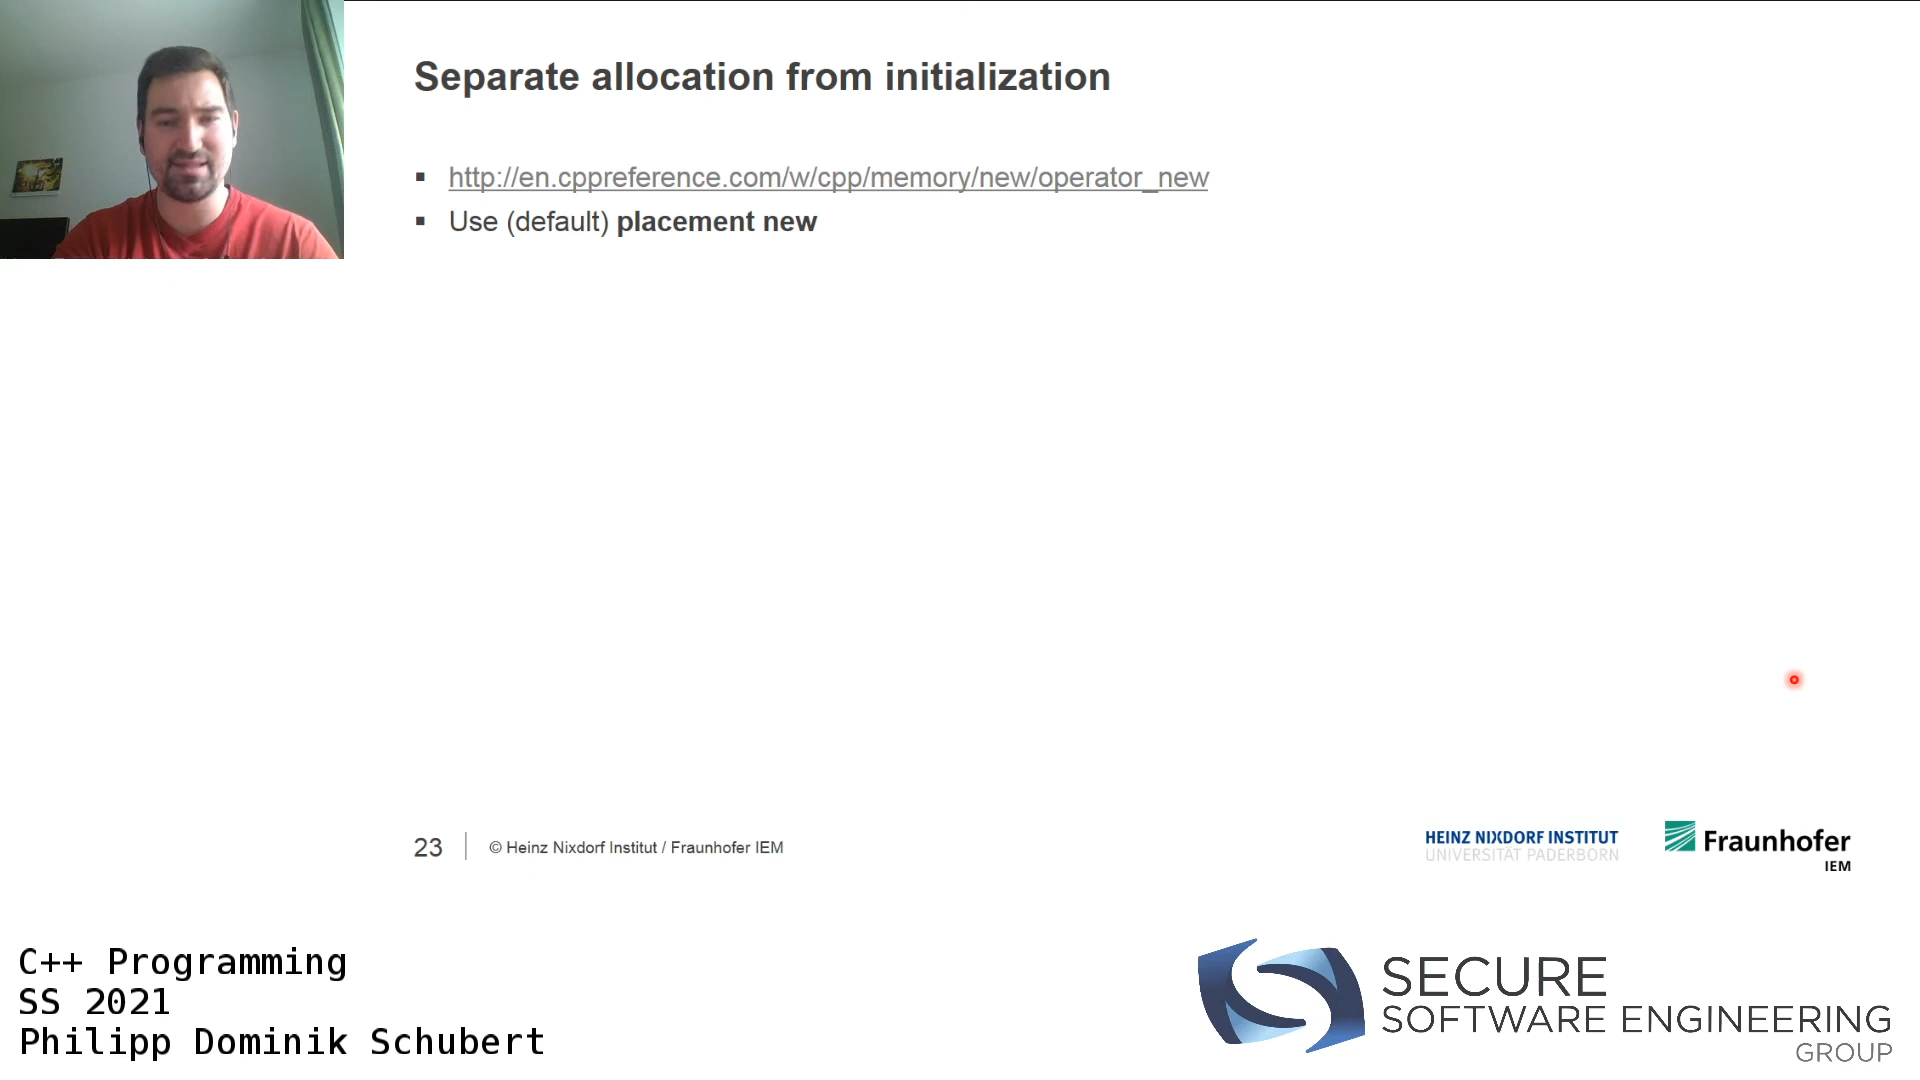 Separate allocation from initialization
▪ http://en.cppreference.com/w/cpp/memory/new/operator_new
▪ Use (default) placement new
23
© Heinz Nixdorf Institut / Fraunhofer IEM
HEINZ NIXDORF INSTITUT
UNIVERSITÄT PADERBORN
Fraunhofer
IEM
C++ Programming
SS 2021
Philipp Dominik Schubert
SECURE
SOFTWARE ENGINEERING
GROUP